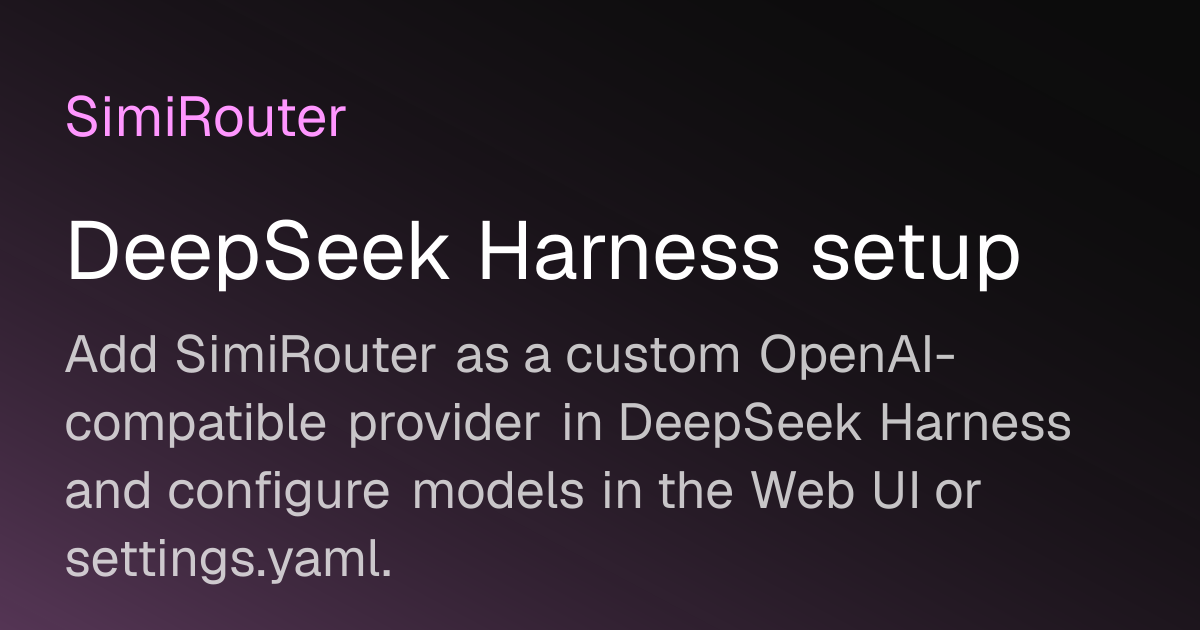 SimiRouter
DeepSeek Harness setup
Add SimiRouter as a custom OpenAI-
compatible provider in DeepSeek Harness
and configure models in the Web UI or
settings.yaml.